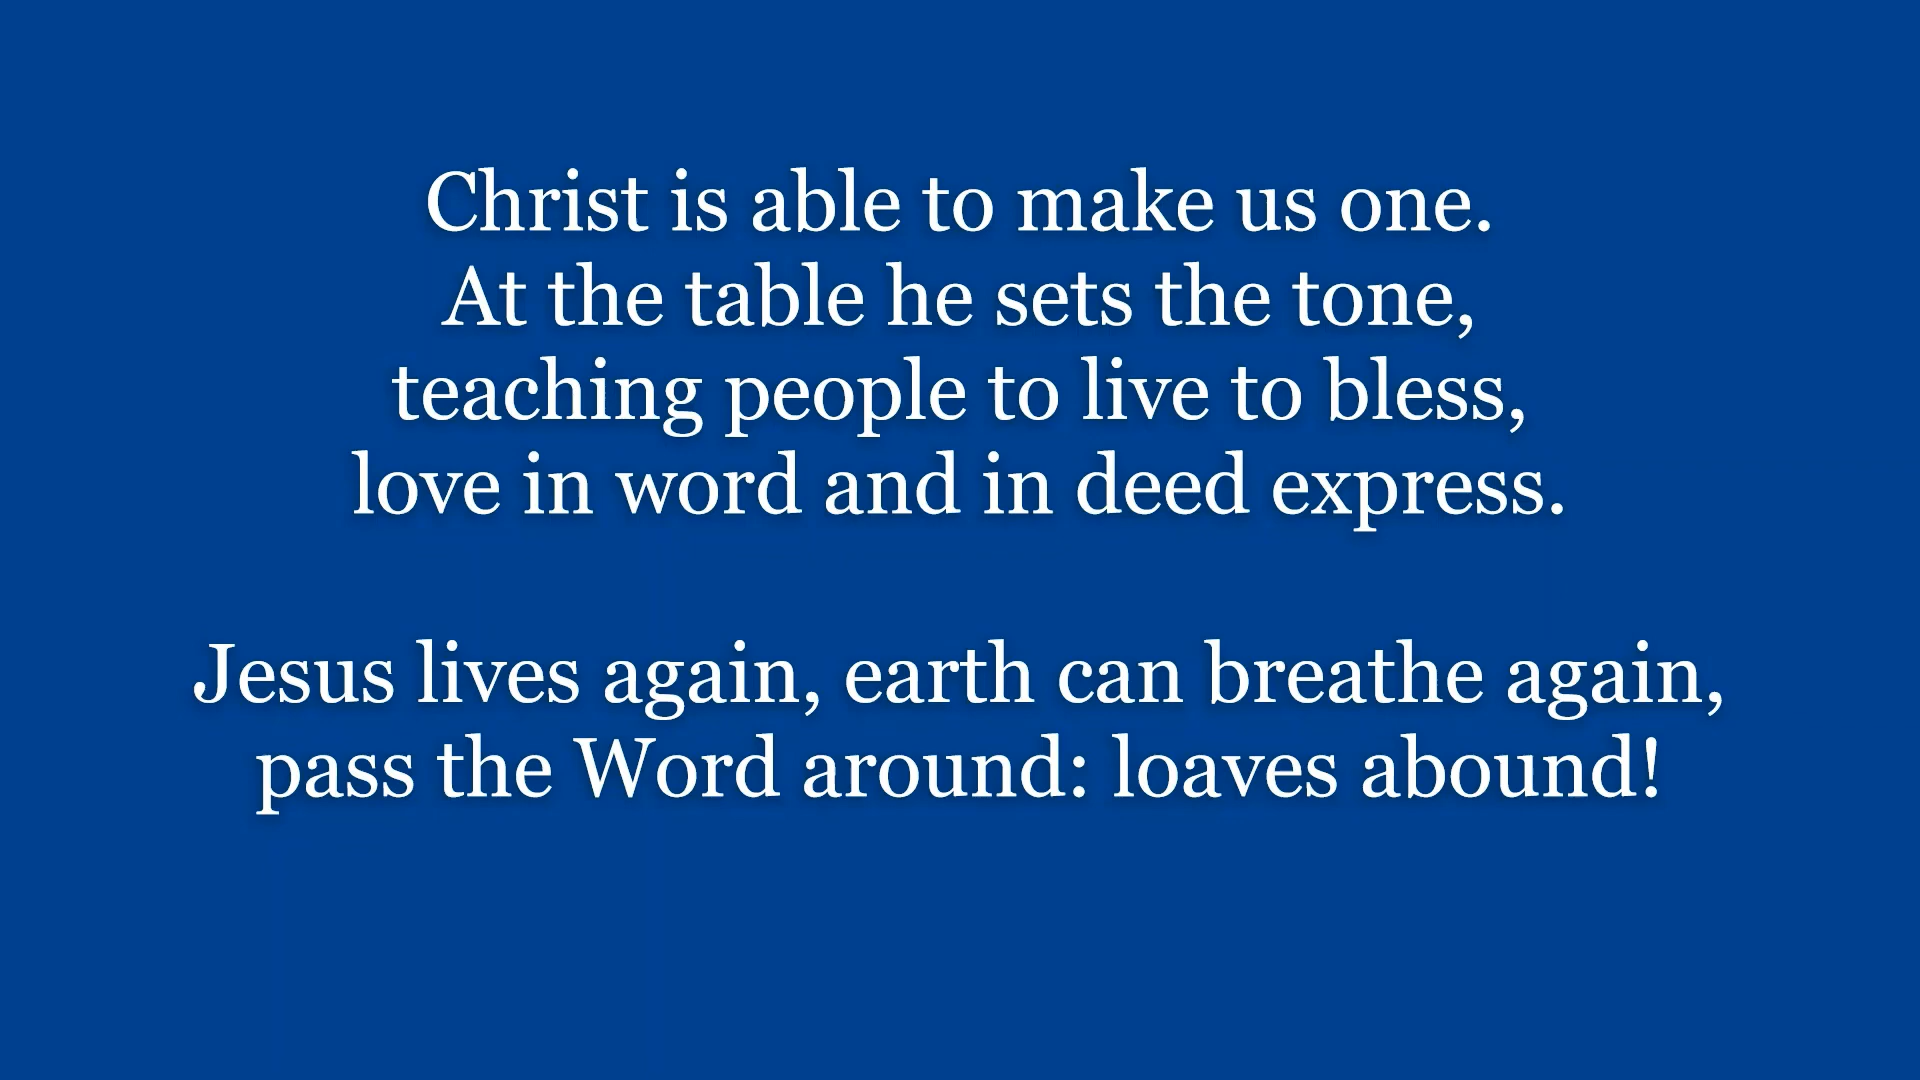 Christ is able to make us one.
At the table he sets the tone,
teaching people to live to bless,
love in word and in deed express.
Jesus lives again, earth can breathe again,
pass the Word around: loaves abound!